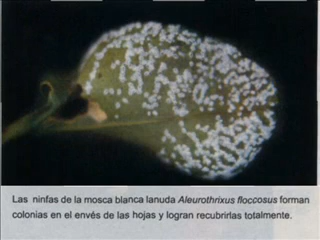 Las ninfas de la mosca blanca lanuda Aleurothrixus floccosus forman
colonias en el envés de las hojas y logran recubrirlas totalmente.